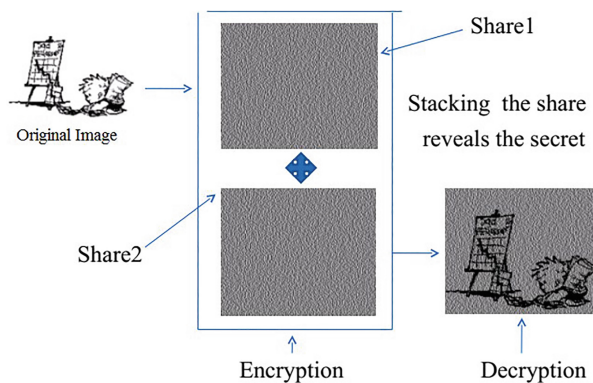 Share1
Original Image
Stacking the share
reveals the secret
Share2
Encryption
Decryption